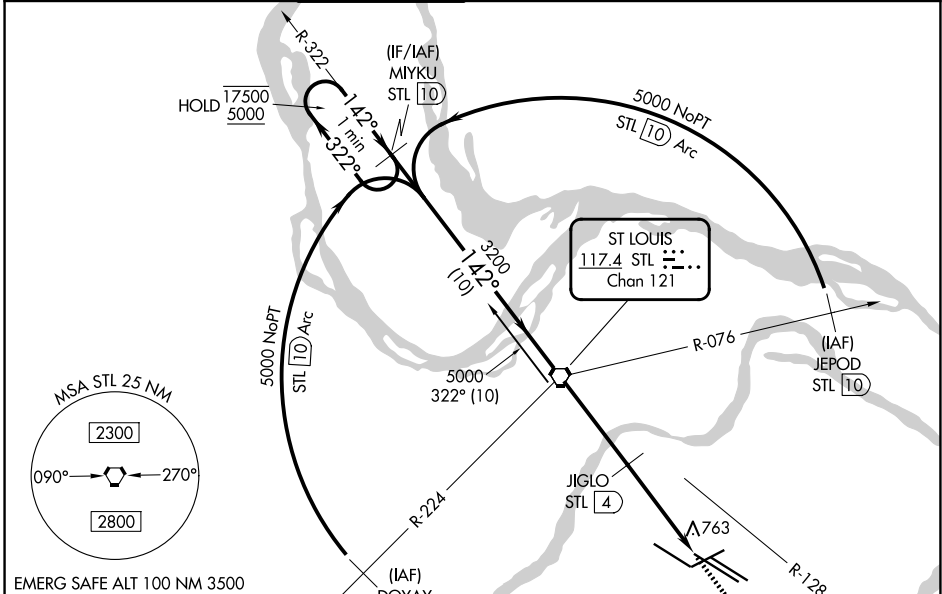 R-322
(IF/IAF)
MIYKU
STL 10
HOLD 17500
5000
142°
1 min
322°
5000 NoPT
STL 10 Arc
ST LOUIS
117.4 STL
Chan 121
3200
142°
(10)
5000 NoPT
STL 10 Arc
R-076
(IAF)
JEPOD
STL 10
5000
322° (10)
MSA STL 25 NM
2300
090°
270°
2800
JIGLO
STL 4
R-224
763
R-128
EMERG SAFE ALT 100 NM 3500
(IAF)